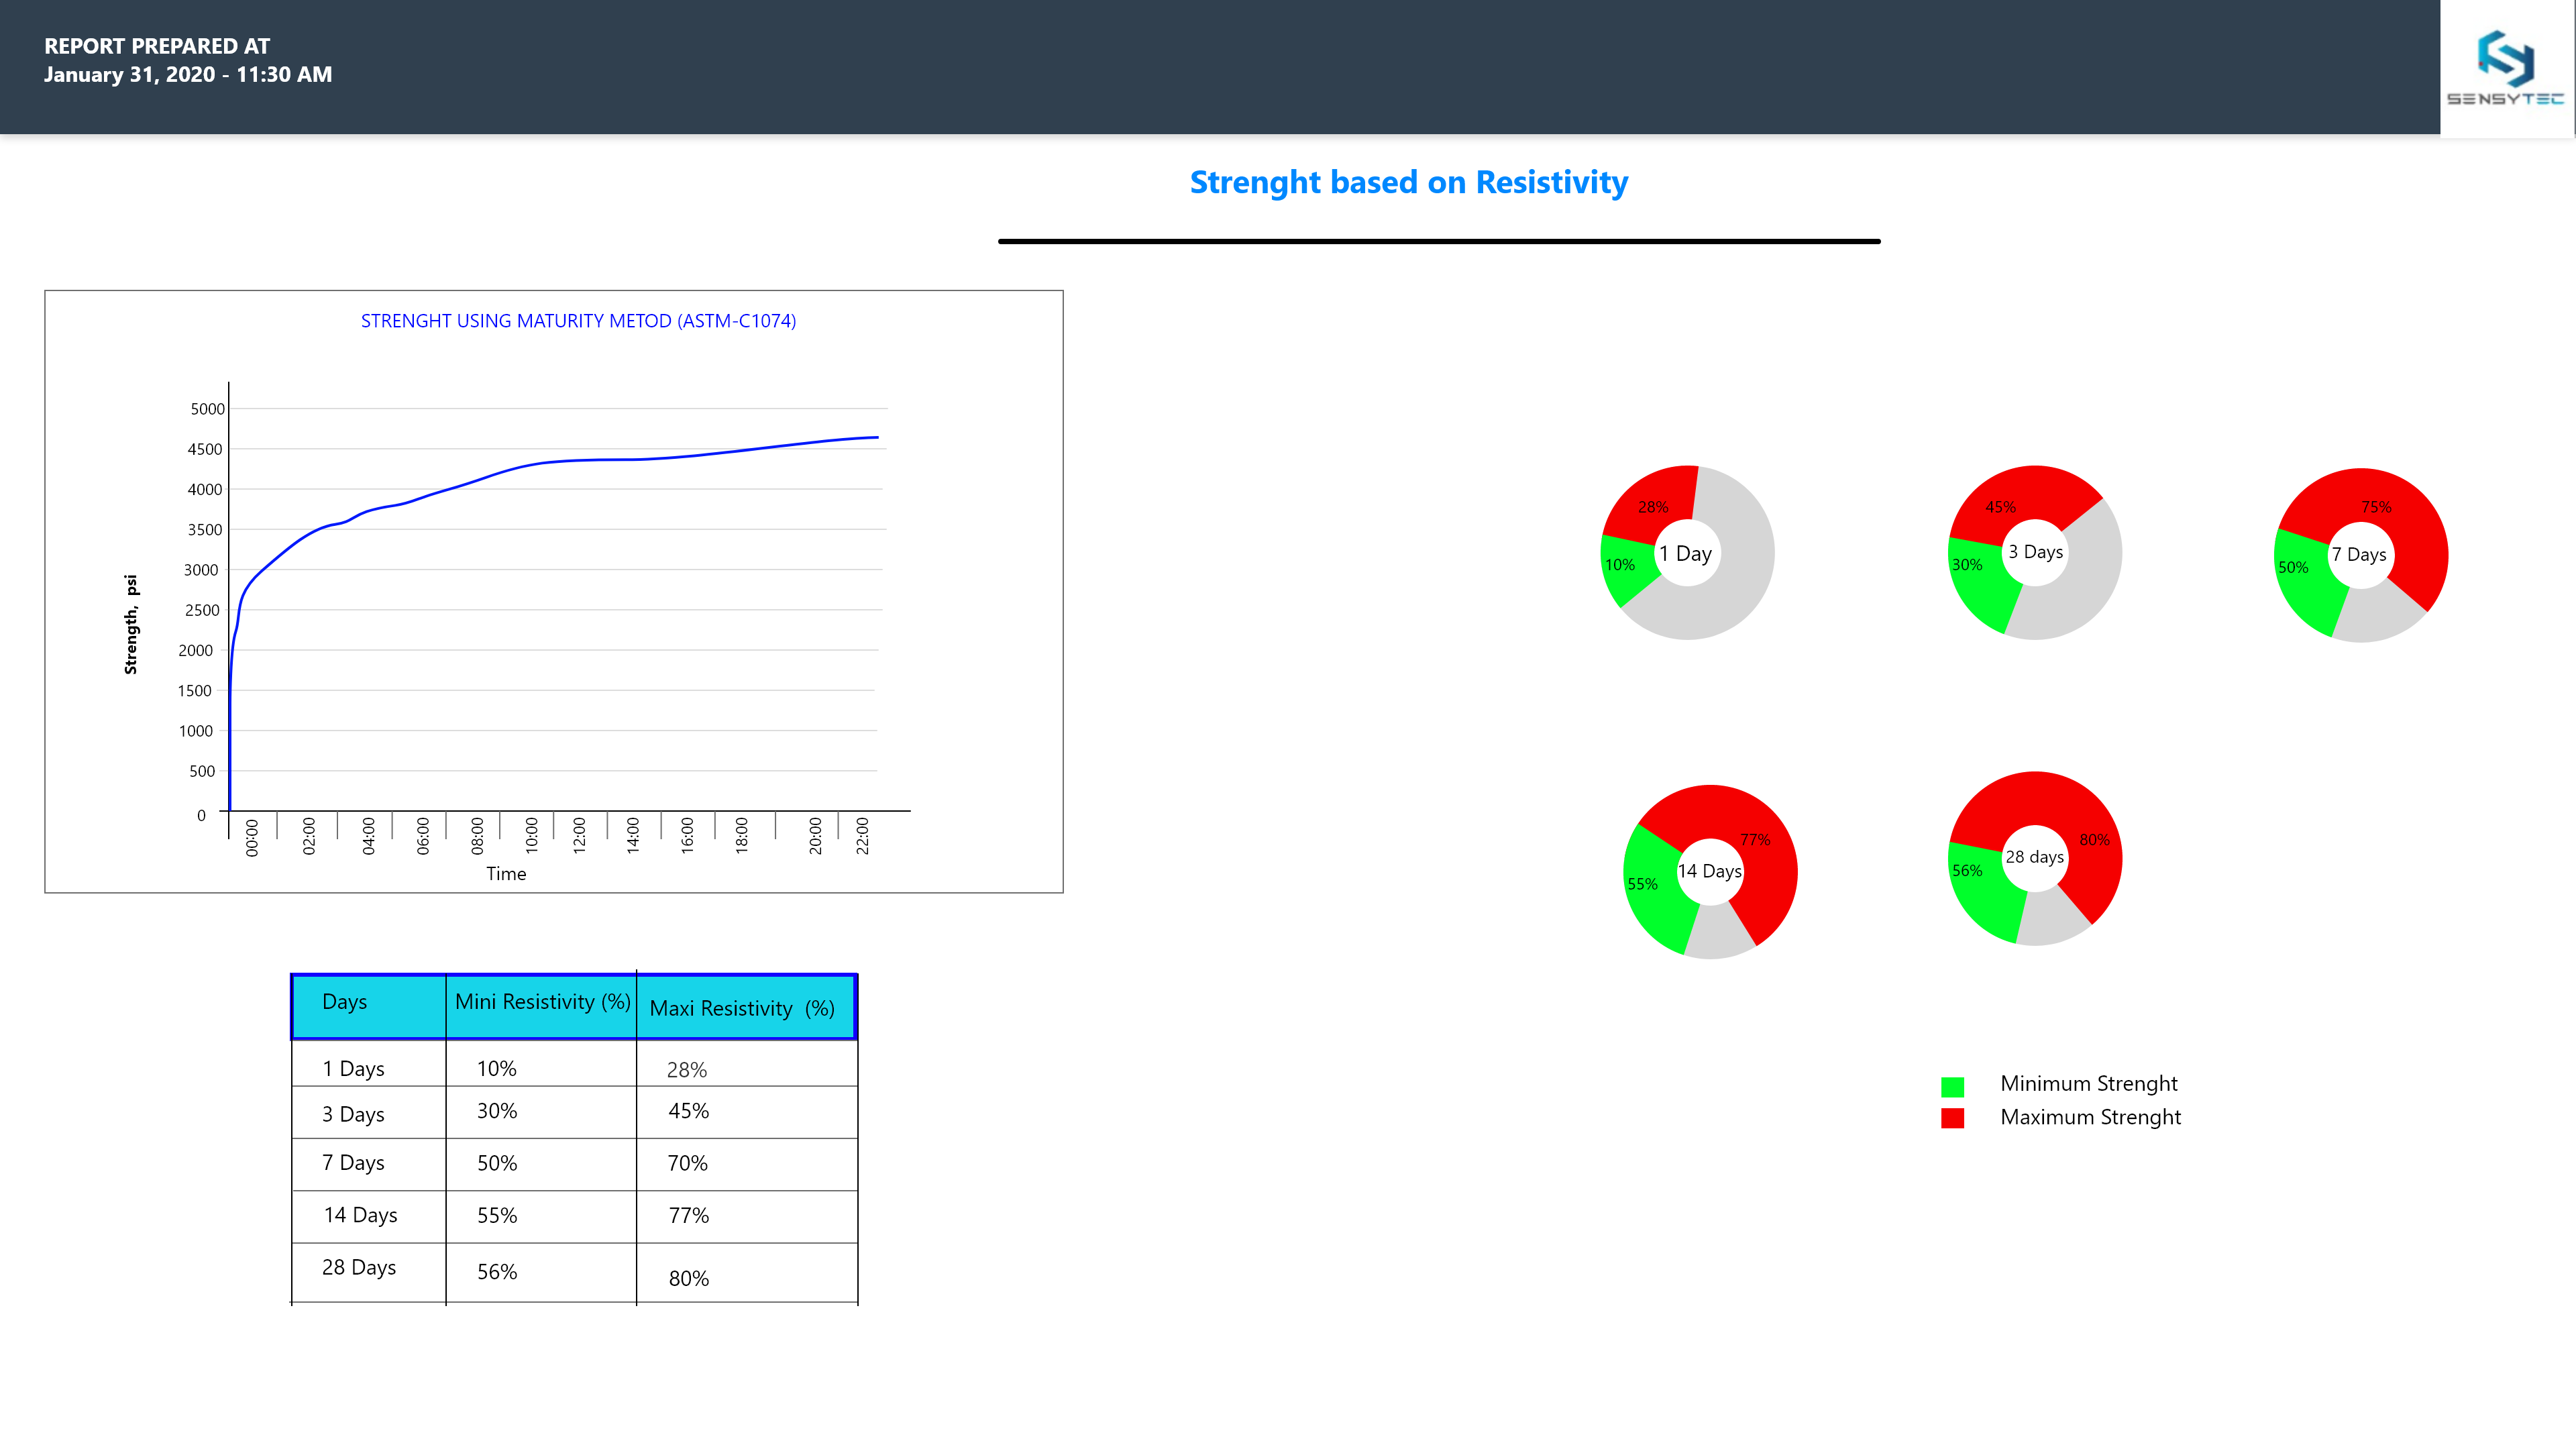 REPORT PREPARED AT
January 31, 2020 - 11:30 AM
SENSYTEC
Strenght based on Resistivity
STRENGHT USING MATURITY METOD (ASTM-C1074)
5000
4500
4000
3500
3000
2500
2000
1500
1000
500
0
Strength, psi
00:00 02:00 04:00 06:00 08:00 10:00 12:00 14:00 16:00 18:00 20:00 22:00
Time
28%
10%
1 Day
45%
30%
3 Days
75%
50%
7 Days
77%
55%
14 Days
80%
56%
28 days
Minimum Strenght
Maximum Strenght
Days Mini Resistivity (%) Maxi Resistivity (%)
1 Days 10% 28%
3 Days 30% 45%
7 Days 50% 70%
14 Days 55% 77%
28 Days 56% 80%